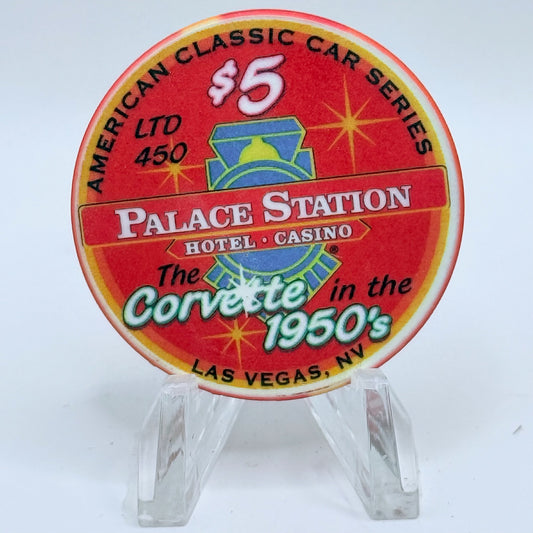 AMERICAN CLASSIC CAR SERIES
$5
LTD
450
PALACE STATION
HOTEL · CASINO
®
The
Corvette in the
1950's
LAS VEGAS, NV